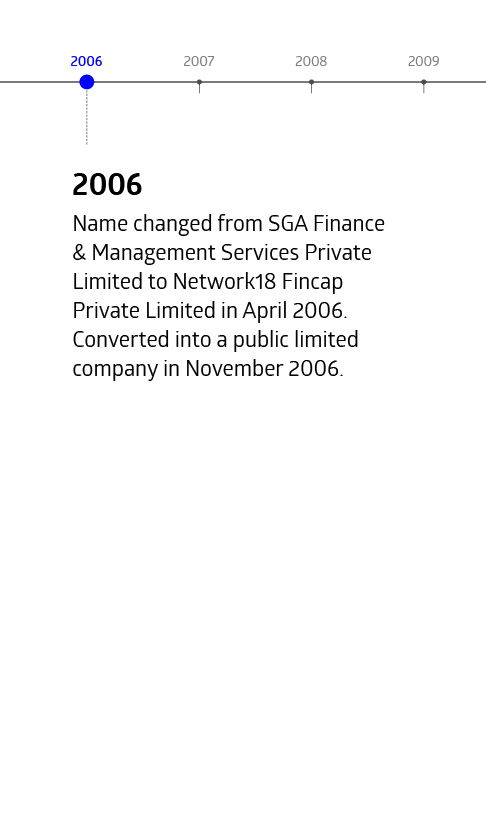 2006 2007 2008 2009
2006
Name changed from SGA Finance
& Management Services Private
Limited to Network18 Fincap
Private Limited in April 2006.
Converted into a public limited
company in November 2006.